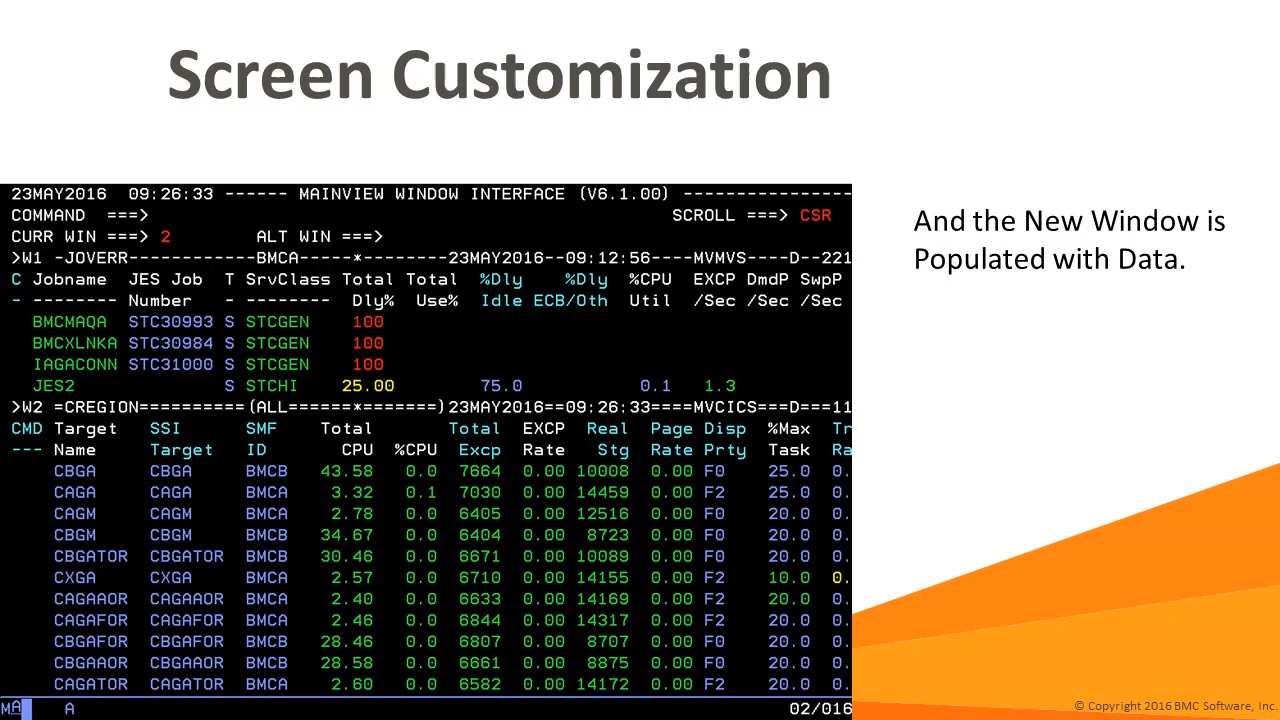 Screen Customization
23MAY2016  09:26:33 ------ MAINVIEW WINDOW INTERFACE (V6.1.00) ----------------
COMMAND  ===>                                                 SCROLL ===> CSR
CURR WIN ===> 2        ALT WIN ===>
>W1 -JOVERR------------BMCA-----*--------23MAY2016--09:12:56----MVMVS----D--221
C Jobname  JES Job  T SrvClass Total Total  %Dly    %Dly  %CPU  EXCP DmdP SwpP
- -------- Number   - -------- Dly%  Use%  Idle ECB/Oth  Util  /Sec /Sec /Sec
BMCMAQA  STC30993 S STCGEN    100
BMCXLNKA STC30984 S STCGEN    100
IAGACONN STC31000 S STCGEN    100
JES2              S STCHI    25.00        75.0           0.1   1.3
>W2 =CREGION==========(ALL======*=======)23MAY2016==09:26:33====MVCICS===D===11
CMD Target   SSI      SMF     Total       Total  EXCP  Real  Page Disp  %Max  Tr
--- Name     Target   ID        CPU  %CPU  Excp  Rate   Stg  Rate Prty  Task  Ra
CBGA     CBGA     BMCB   43.58   0.0  7664  0.00 10008  0.00 F0    25.0  0.
CAGA     CAGA     BMCA    3.32   0.1  7030  0.00 14459  0.00 F2    25.0  0.
CAGM     CAGM     BMCA    2.78   0.0  6405  0.00 12516  0.00 F2    20.0  0.
CBGM     CBGM     BMCB   34.67   0.0  6404  0.00  8723  0.00 F0    20.0  0.
CBGATOR  CBGATOR  BMCB   30.46   0.0  6671  0.00 10089  0.00 F0    20.0  0.
CXGA     CXGA     BMCA    2.57   0.0  6710  0.00 14155  0.00 F2    10.0  0.
CAGAAOR  CAGAAOR  BMCA    2.40   0.0  6633  0.00 14169  0.00 F2    20.0  0.
CAGAFOR  CAGAFOR  BMCA    2.46   0.0  6844  0.00 14317  0.00 F2    20.0  0.
CBGAFOR  CBGAFOR  BMCB   28.46   0.0  6807  0.00  8707  0.00 F0    20.0  0.
CBGAAOR  CBGAAOR  BMCB   28.58   0.0  6661  0.00  8875  0.00 F0    20.0  0.
CAGATOR  CAGATOR  BMCA    2.60   0.0  6582  0.00 14172  0.00 F2    20.0  0.
MA    A    02/016
And the New Window is
Populated with Data.
© Copyright 2016 BMC Software, Inc.